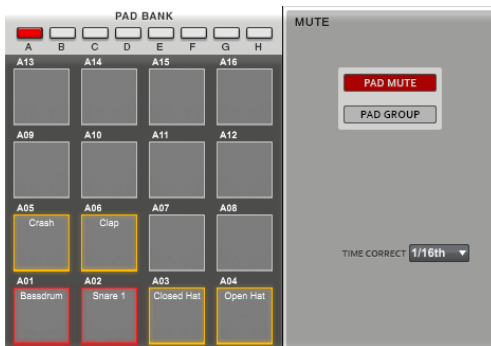 PAD BANK
A B C D E F G H
A13 A14 A15 A16
A09 A10 A11 A12
A05 A06 A07 A08
Crash Clap
A01 A02 A03 A04
Bassdrum Snare 1 Closed Hat Open Hat
MUTE
PAD MUTE
PAD GROUP
TIME CORRECT 1/16th